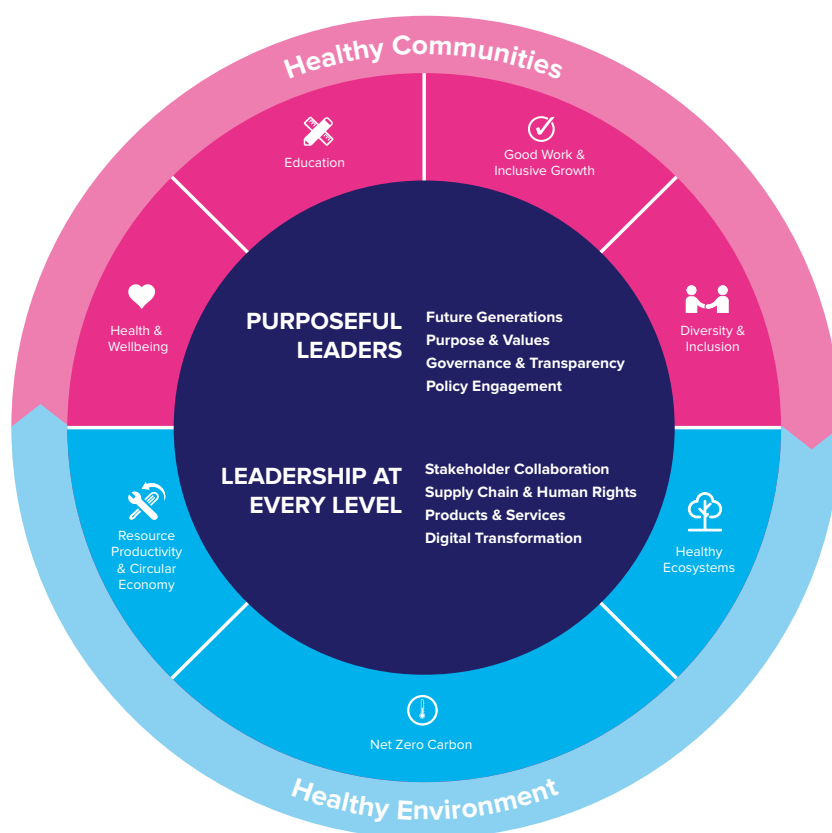 Healthy Communities
Education
Good Work &
Inclusive Growth
Health &
Wellbeing
Diversity &
Inclusion
PURPOSEFUL
LEADERS
Future Generations
Purpose & Values
Governance & Transparency
Policy Engagement
LEADERSHIP AT
EVERY LEVEL
Stakeholder Collaboration
Supply Chain & Human Rights
Products & Services
Digital Transformation
Resource
Productivity
& Circular
Economy
Healthy
Ecosystems
Net Zero Carbon
Healthy Environment